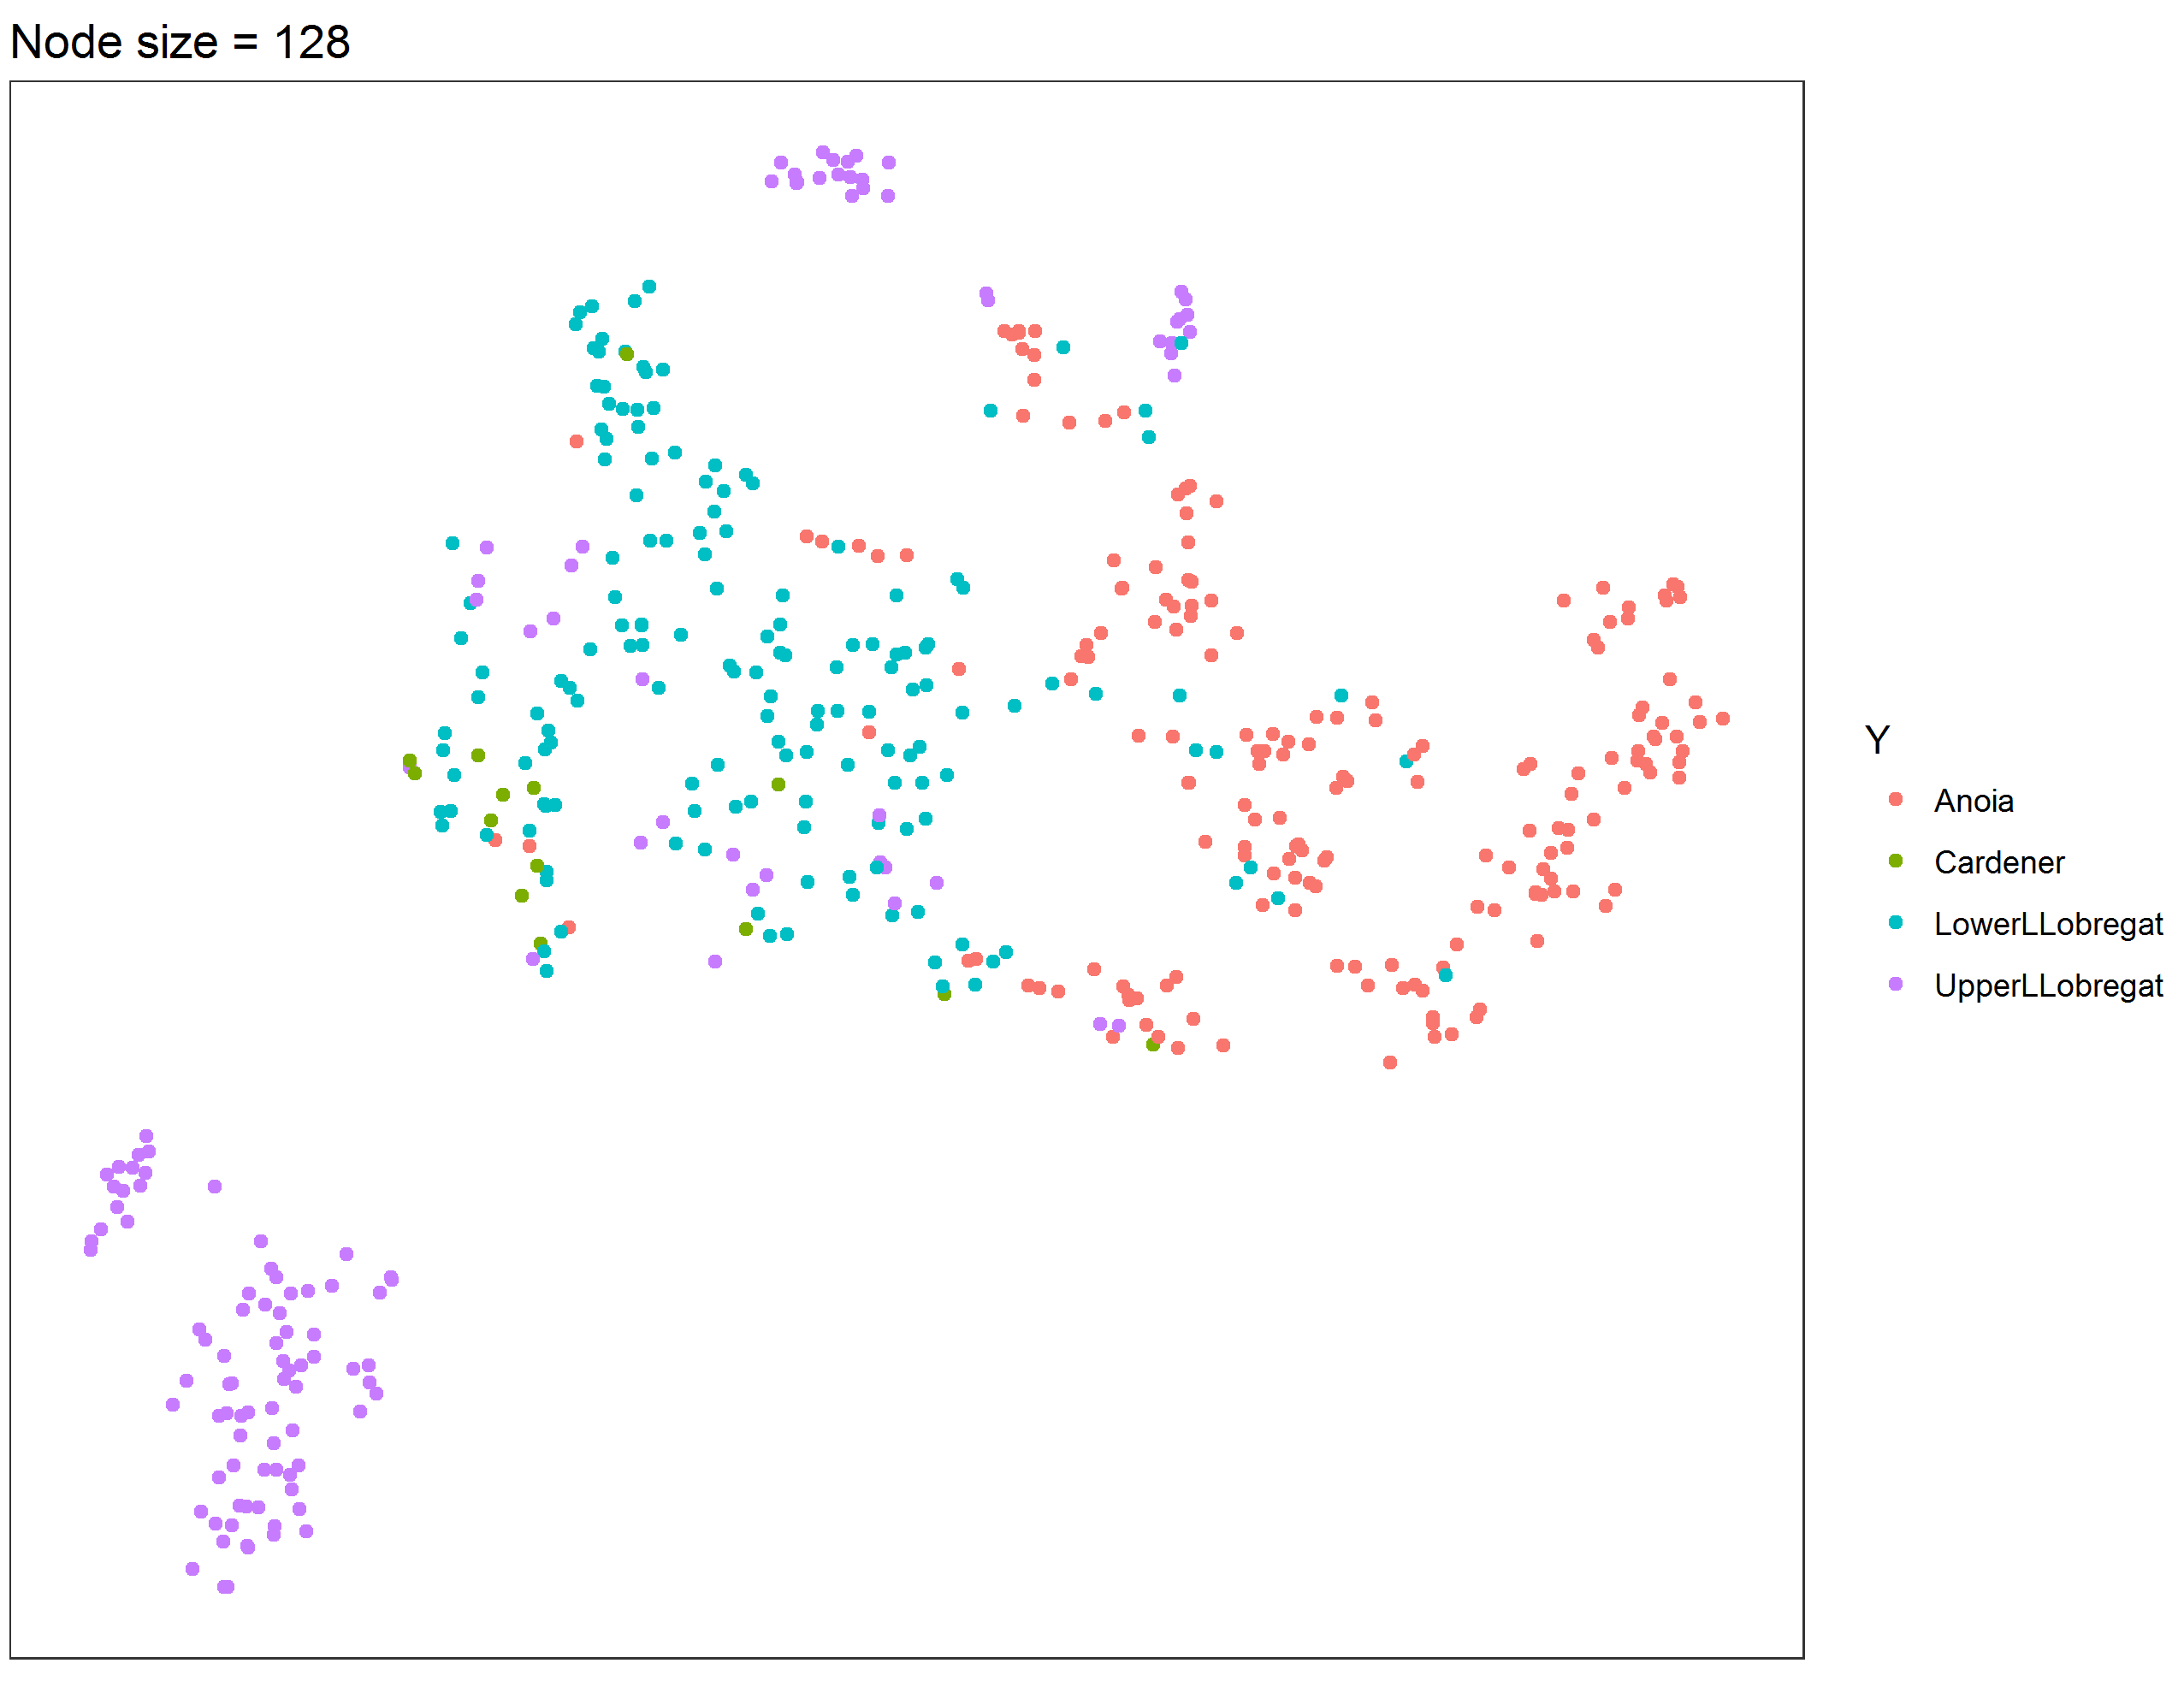 Node size = 128
Y
Anoia
Cardener
LowerLLobregat
UpperLLobregat